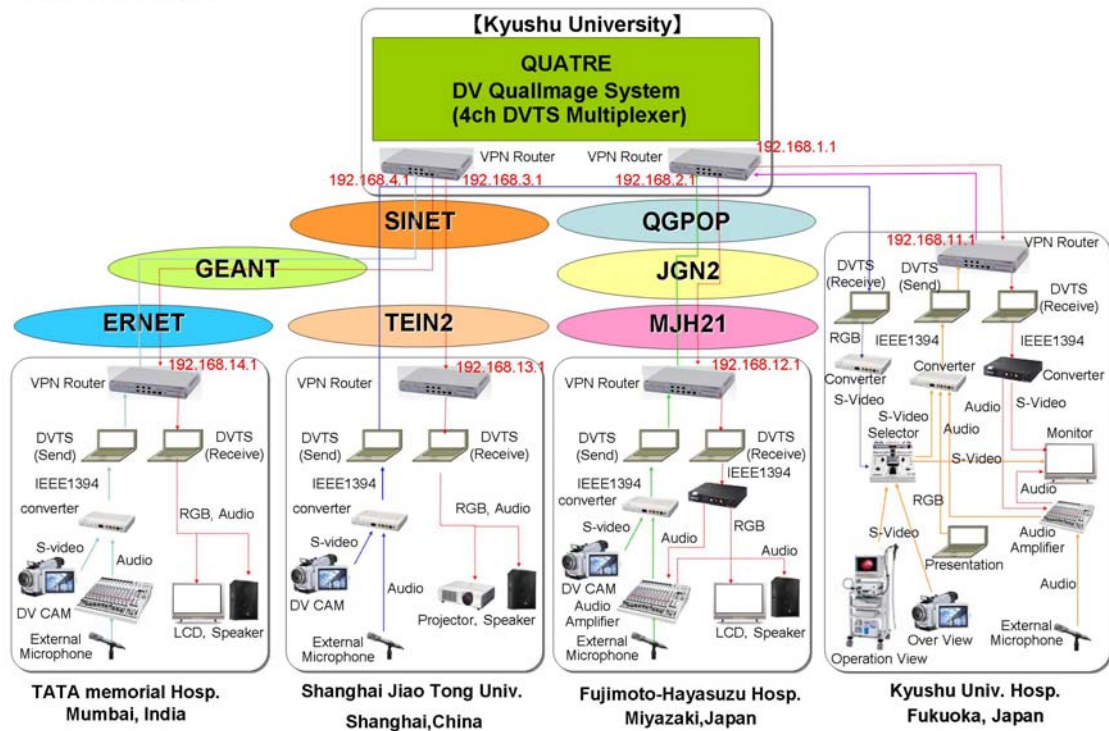 【Kyushu University】
QUATRE
DV QualImage System
(4ch DVTS Multiplexer)
VPN Router
VPN Router
192.168.1.1
192.168.4.1
192.168.3.1
192.168.2.1
SINET
QGPOP
GEANT
JGN2
ERNET
TEIN2
MJH21
192.168.14.1
VPN Router
DVTS
(Send)
DVTS
(Receive)
IEEE1394
converter
RGB, Audio
S-video
Audio
DV CAM
LCD, Speaker
External
Microphone
TATA memorial Hosp.
Mumbai, India
192.168.13.1
VPN Router
DVTS
(Send)
DVTS
(Receive)
IEEE1394
converter
RGB, Audio
S-video
Audio
DV CAM
Projector, Speaker
External
Microphone
Shanghai Jiao Tong Univ.
Shanghai,China
192.168.12.1
VPN Router
DVTS
(Send)
DVTS
(Receive)
IEEE1394
IEEE1394
converter
S-video
Audio
RGB
Audio
DV CAM
Audio
Amplifier
LCD, Speaker
External
Microphone
Fujimoto-Hayasuzu Hosp.
Miyazaki,Japan
192.168.11.1
VPN Router
DVTS
(Receive)
DVTS
(Send)
DVTS
(Receive)
RGB
IEEE1394
IEEE1394
Converter
Converter
Converter
S-Video
Audio
S-Video
S-Video
Selector
Audio
Monitor
S-Video
RGB
Audio
S-Video
Audio
Amplifier
Presentation
Audio
Over View
External
Microphone
Operation View
Kyushu Univ. Hosp.
Fukuoka, Japan